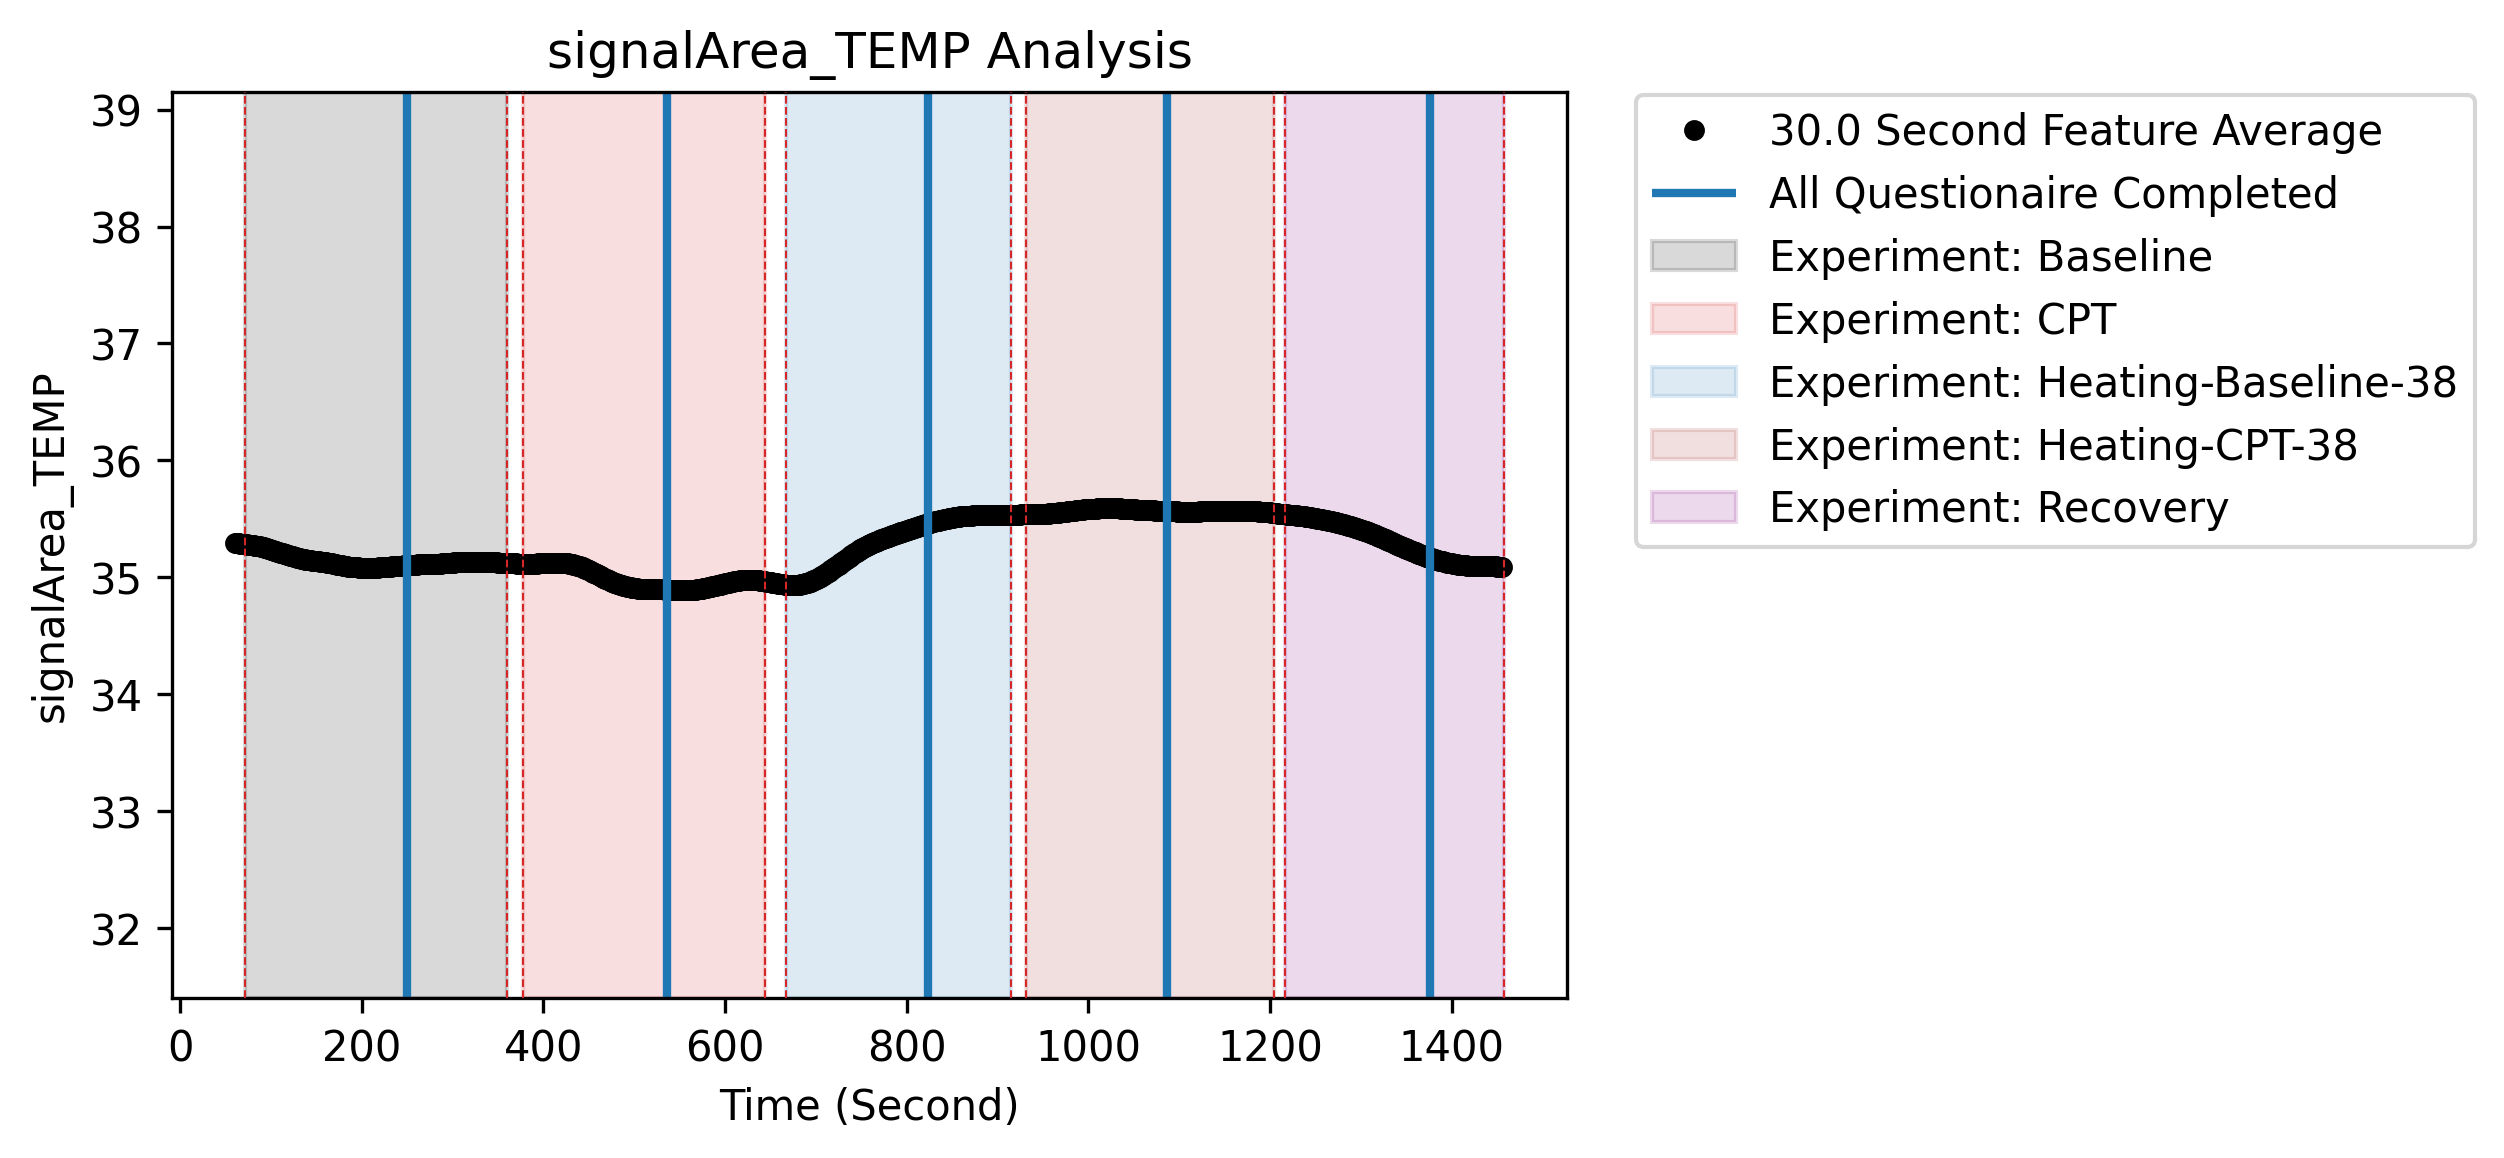 signalArea_TEMP Analysis
39
38
37
36
35
34
33
32
signalArea_TEMP
0
200
400
600
800
1000
1200
1400
Time (Second)
30.0 Second Feature Average
All Questionaire Completed
Experiment: Baseline
Experiment: CPT
Experiment: Heating-Baseline-38
Experiment: Heating-CPT-38
Experiment: Recovery